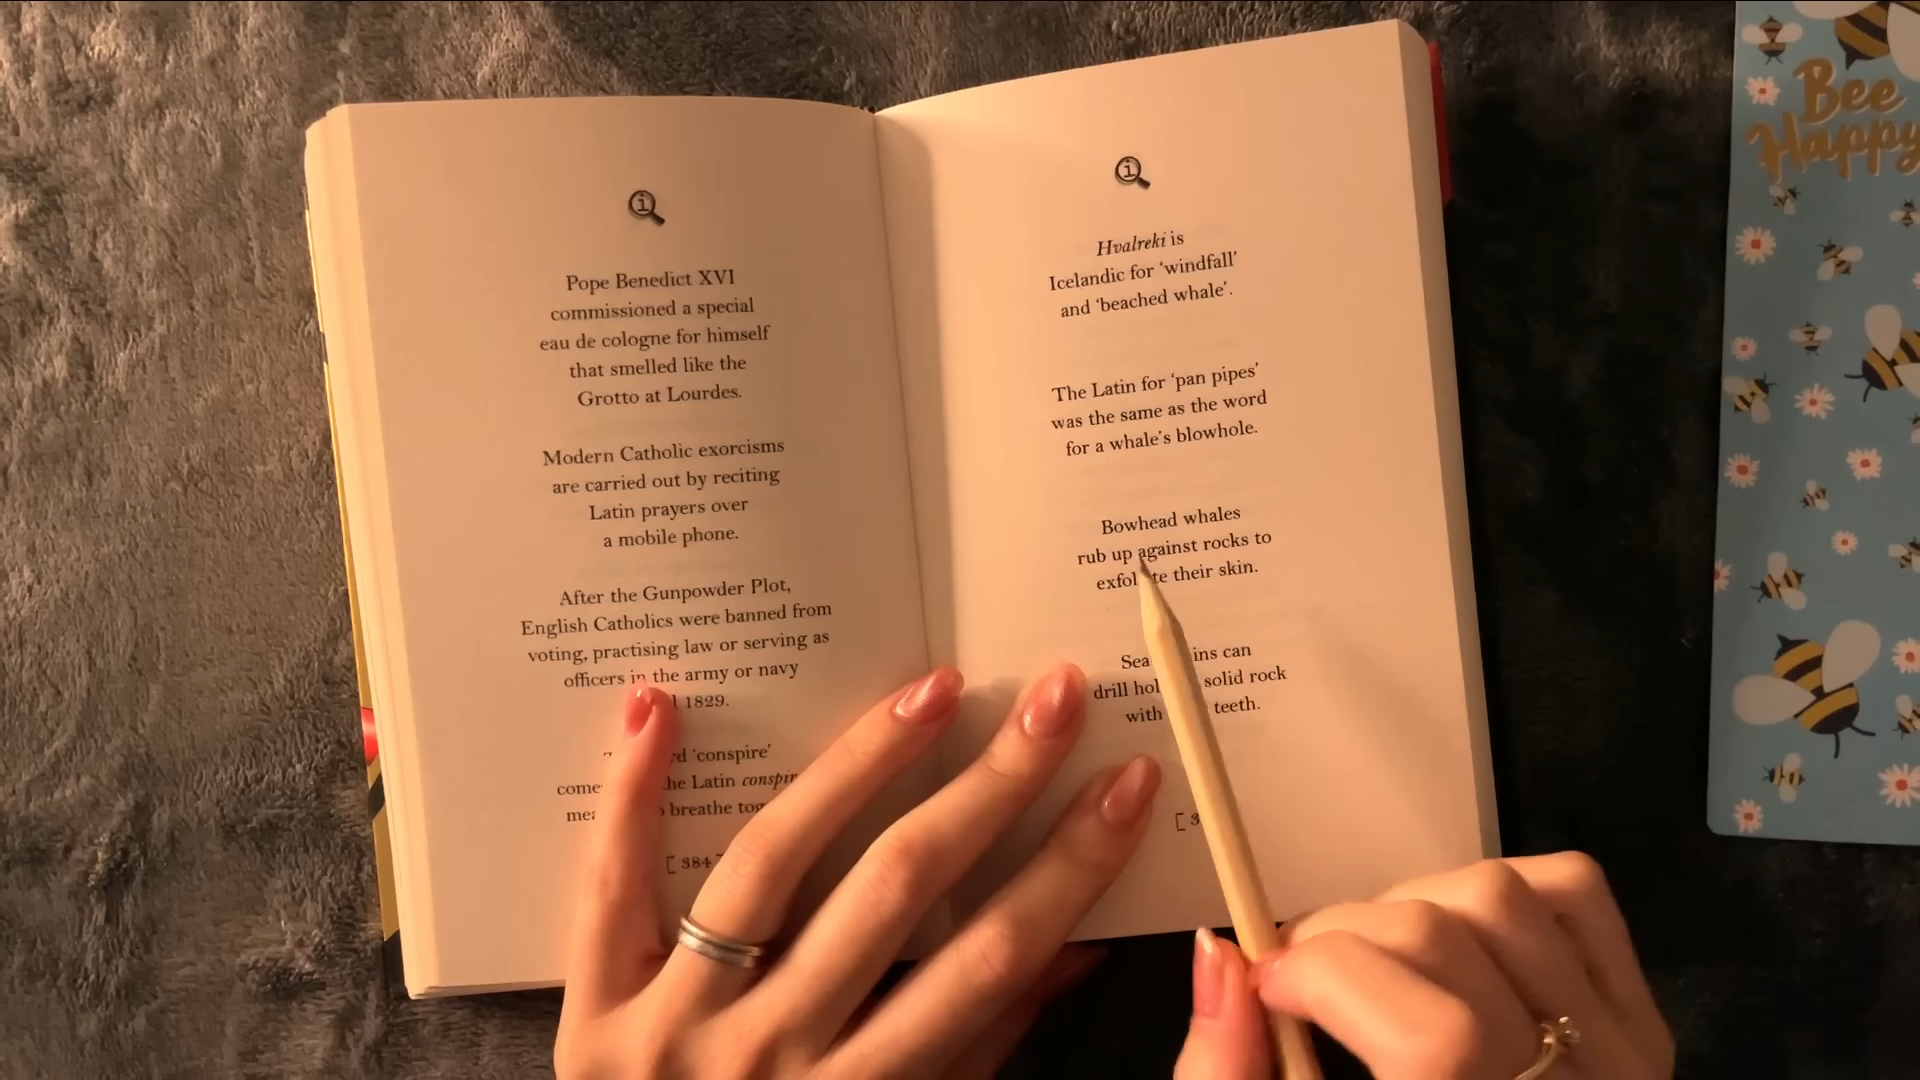 Pope Benedict XVI
commissioned a special
eau de cologne for himself
that smelled like the
Grotto at Lourdes.
Modern Catholic exorcisms
are carried out by reciting
Latin prayers over
a mobile phone.
After the Gunpowder Plot,
English Catholics were banned from
voting, practising law or serving as
officers in the army or navy
1829.
'conspire'
Latin
breathe
[ 384
Hvalreki is
Icelandic for 'windfall'
and 'beached whale'.
The Latin for 'pan pipes'
was the same as the word
for a whale's blowhole.
Bowhead whales
rub up against rocks to
their skin.
can
drill solid rock
with teeth.
Bee
Happy